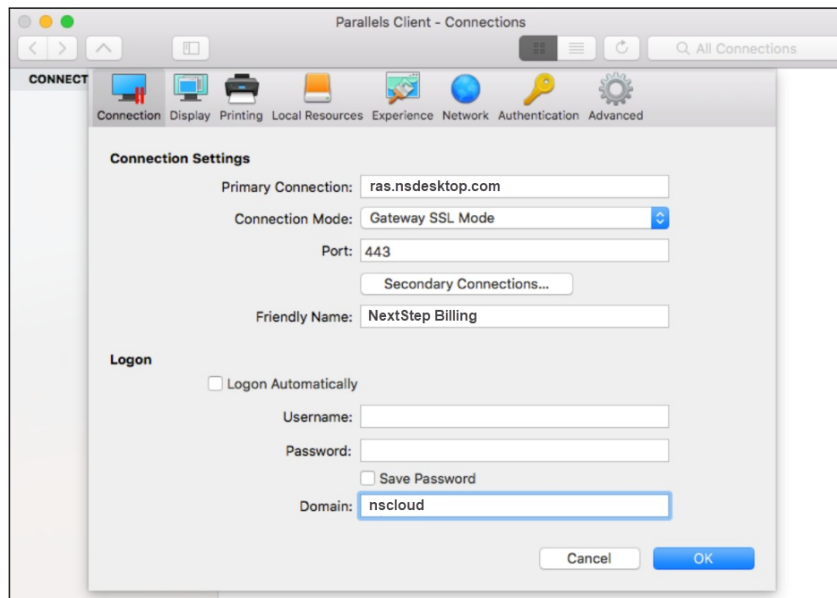 Parallels Client - Connections
All Connections
CONNECT
Connection Display Printing Local Resources Experience Network Authentication Advanced
Connection Settings
Primary Connection: ras.nsdesktop.com
Connection Mode: Gateway SSL Mode
Port: 443
Secondary Connections...
Friendly Name: NextStep Billing
Logon
Logon Automatically
Username:
Password:
Save Password
Domain: nscloud
Cancel OK